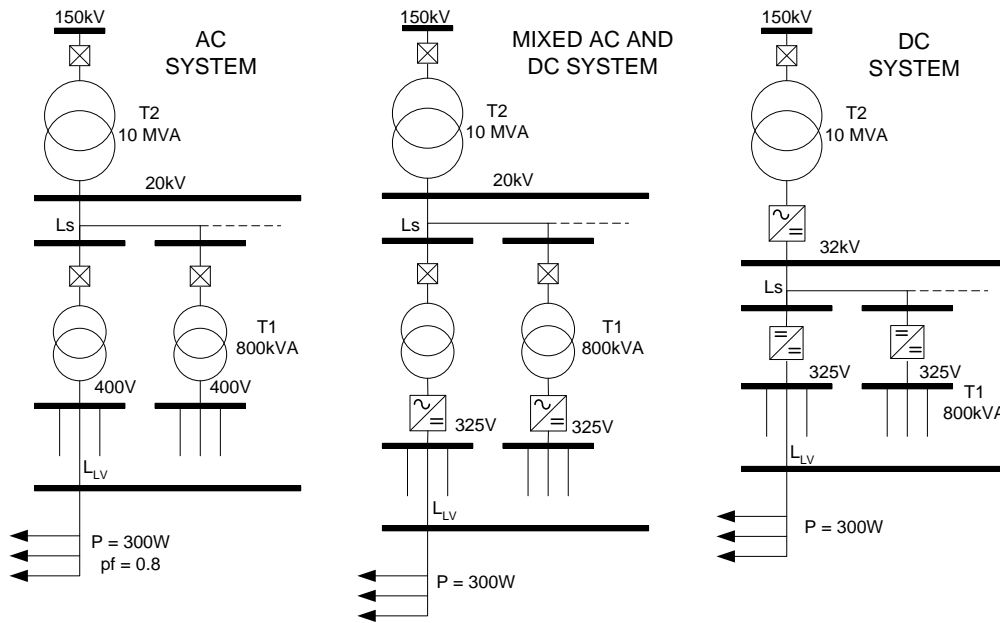 150kV
AC
SYSTEM
T2
10 MVA
20kV
Ls
T1
800kVA
400V
400V
LLV
P = 300W
pf = 0.8
150kV
MIXED AC AND
DC SYSTEM
T2
10 MVA
20kV
Ls
T1
800kVA
325V
325V
LLV
P = 300W
150kV
DC
SYSTEM
T2
10 MVA
32kV
Ls
325V
325V
T1
800kVA
LLV
P = 300W